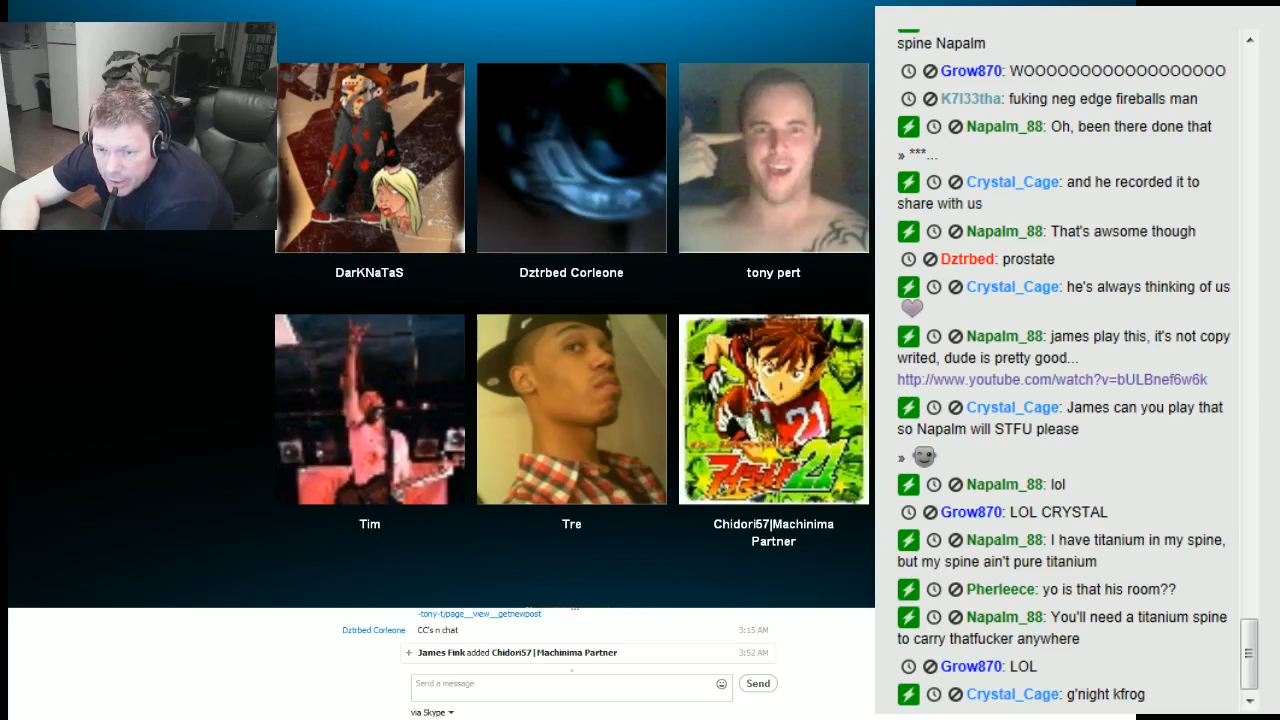 DarKNaTaS
Dztrbed Corleone
tony pert
Tim
Tre
Chidori57|Machinima
Partner
-tony-t/page__view__getnewpost
Dztrbed Corleone CC's n chat 3:15 AM
+ James Fink added Chidori57|Machinima Partner 3:52 AM
Send a message
Send
via Skype
spine Napalm
Grow870: WOOOOOOOOOOOOOOOOOOO
K7l33tha: fuking neg edge fireballs man
Napalm_88: Oh, been there done that
» ***...
Crystal_Cage: and he recorded it to
share with us
Napalm_88: That's awsome though
Dztrbed: prostate
Crystal_Cage: he's always thinking of us
Napalm_88: james play this, it's not copy
writed, dude is pretty good...
http://www.youtube.com/watch?v=bULBnef6w6k
Crystal_Cage: James can you play that
so Napalm will STFU please
»
Napalm_88: lol
Grow870: LOL CRYSTAL
Napalm_88: I have titanium in my spine,
but my spine ain't pure titanium
Pherleece: yo is that his room??
Napalm_88: You'll need a titanium spine
to carry thatfucker anywhere
Grow870: LOL
Crystal_Cage: g'night kfrog